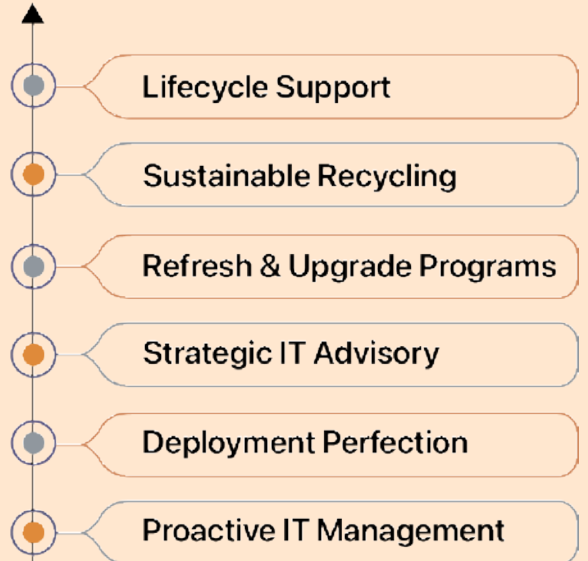 Lifecycle Support
Sustainable Recycling
Refresh & Upgrade Programs
Strategic IT Advisory
Deployment Perfection
Proactive IT Management